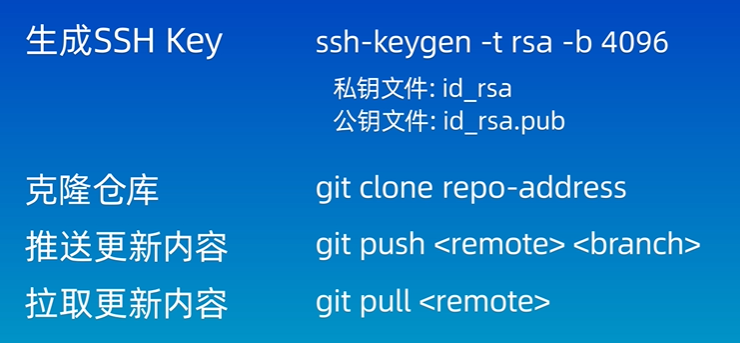 生成SSH Key ssh-keygen -t rsa -b 4096
私钥文件: id_rsa
公钥文件: id_rsa.pub
克隆仓库 git clone repo-address
推送更新内容 git push <remote> <branch>
拉取更新内容 git pull <remote>